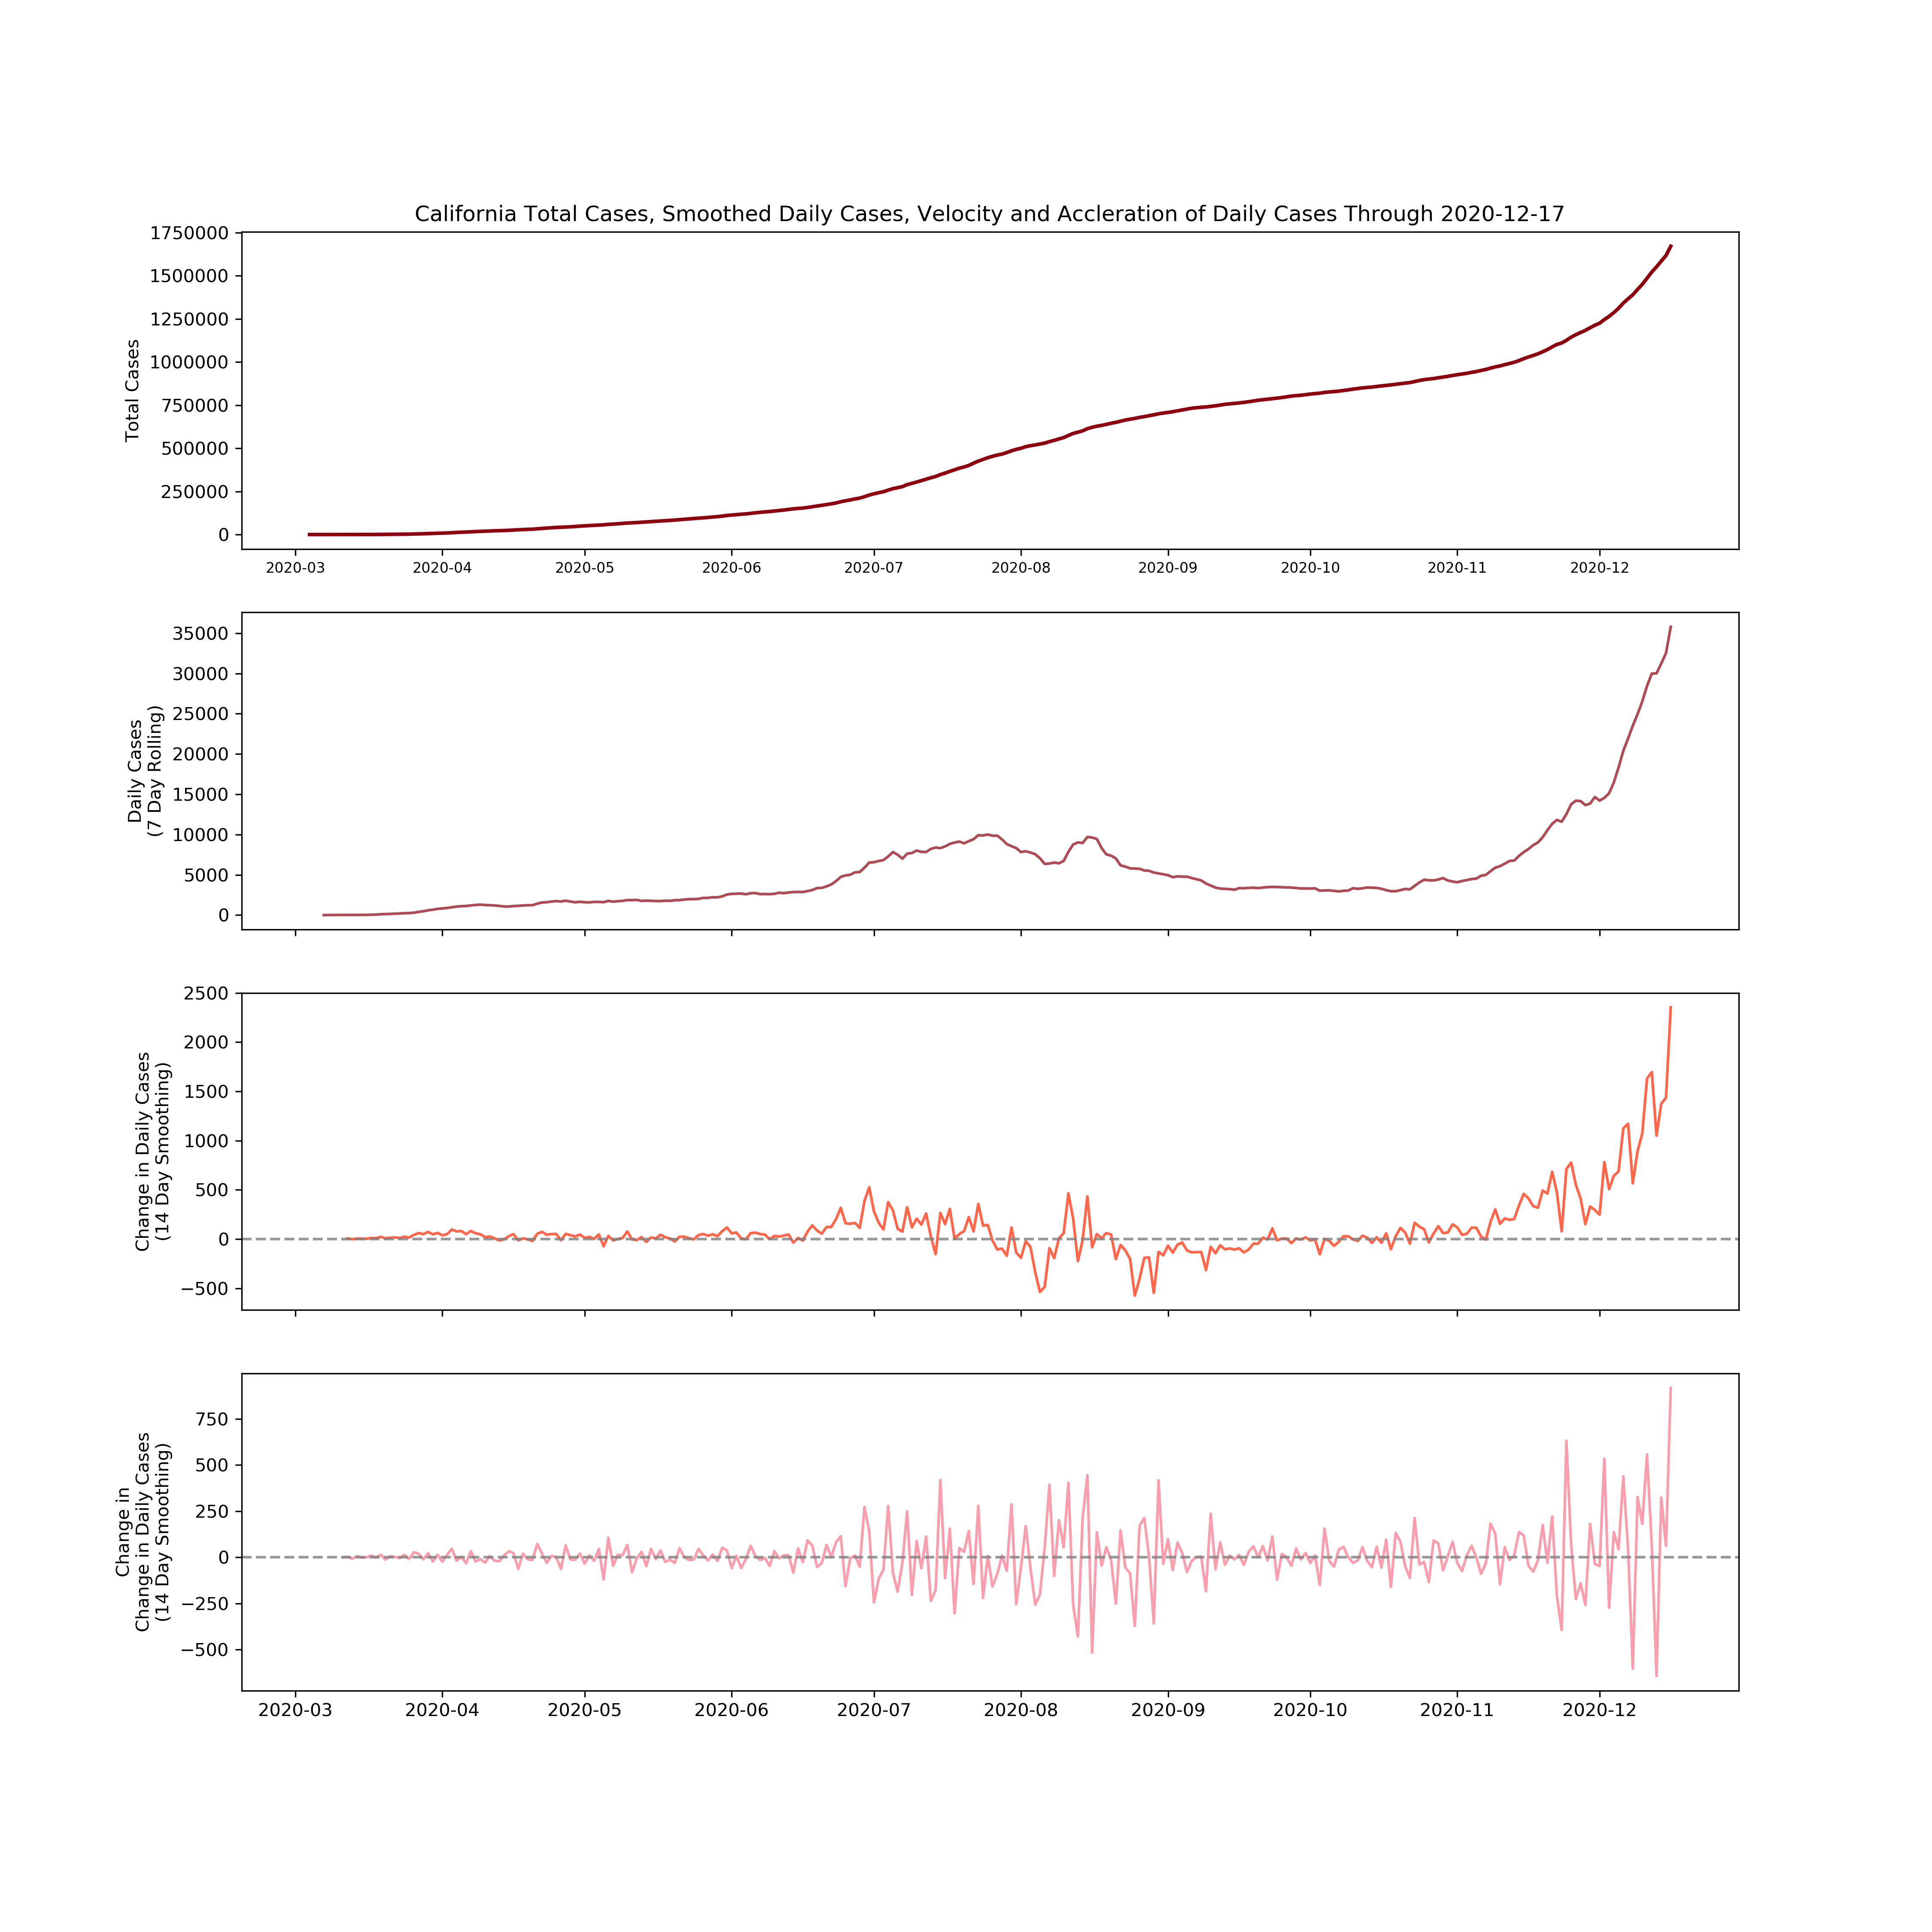 California Total Cases, Smoothed Daily Cases, Velocity and Accleration of Daily Cases Through 2020-12-17
Total Cases
1750000
1500000
1250000
1000000
750000
500000
250000
0
2020-03 2020-04 2020-05 2020-06 2020-07 2020-08 2020-09 2020-10 2020-11 2020-12
Daily Cases
(7 Day Rolling)
35000
30000
25000
20000
15000
10000
5000
0
Change in Daily Cases
(14 Day Smoothing)
2500
2000
1500
1000
500
0
−500
Change in
Change in Daily Cases
(14 Day Smoothing)
750
500
250
0
−250
−500
2020-03 2020-04 2020-05 2020-06 2020-07 2020-08 2020-09 2020-10 2020-11 2020-12